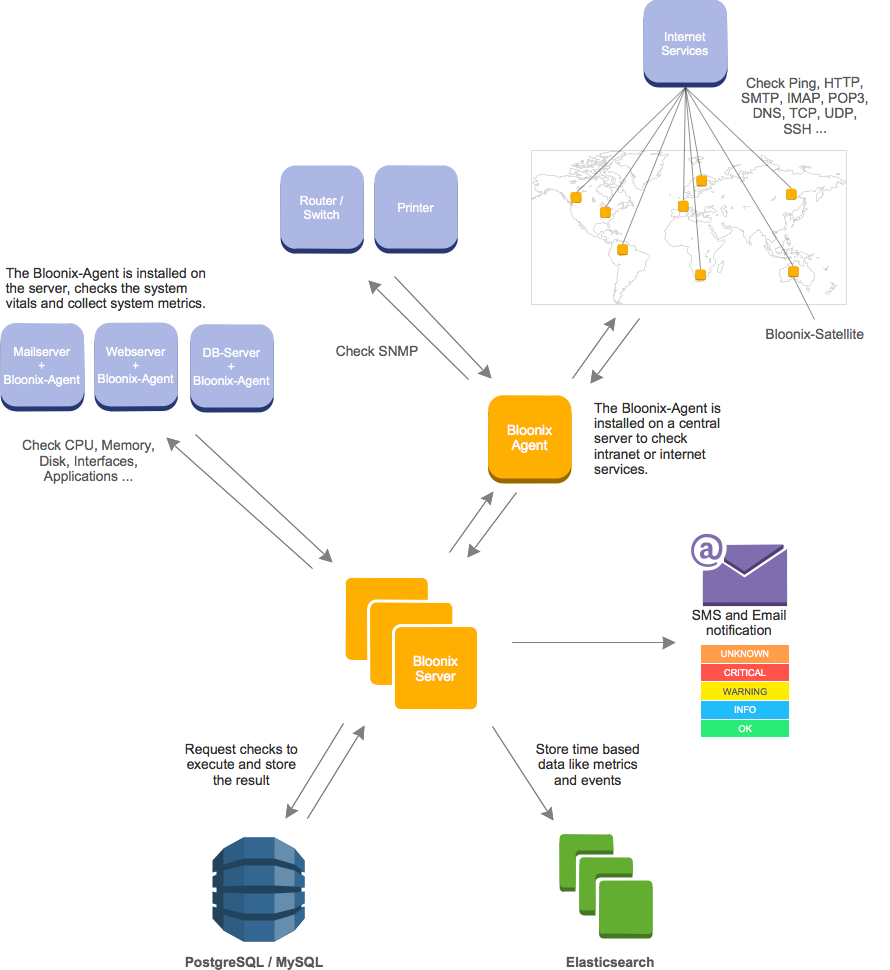 Internet
Services
Check Ping, HTTP,
SMTP, IMAP, POP3,
DNS, TCP, UDP,
SSH ...
Router /
Switch
Printer
The Bloonix-Agent is installed on
the server, checks the system
vitals and collect system metrics.
Mailserver
+
Bloonix-Agent
Webserver
+
Bloonix-Agent
DB-Server
+
Bloonix-Agent
Check SNMP
Bloonix-Satellite
Bloonix
Agent
The Bloonix-Agent is
installed on a central
server to check
intranet or internet
services.
Check CPU, Memory,
Disk, Interfaces,
Applications ...
@
SMS and Email
notification
UNKNOWN
CRITICAL
WARNING
INFO
OK
Bloonix
Server
Request checks to
execute and store
the result
Store time based
data like metrics
and events
PostgreSQL / MySQL
Elasticsearch